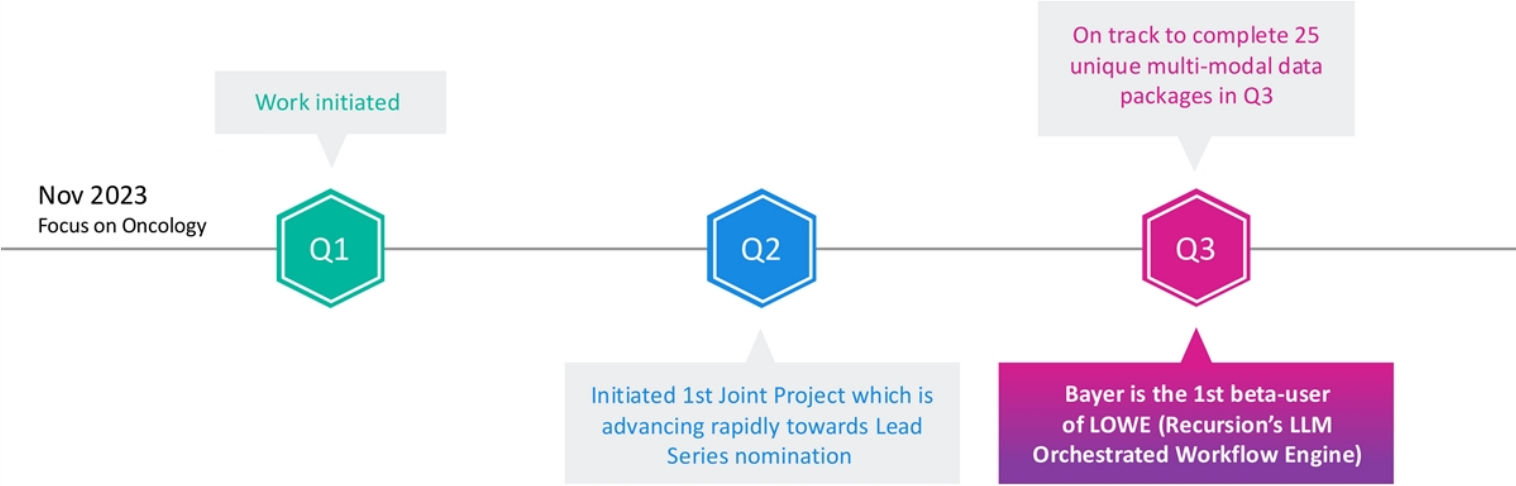 On track to complete 25
unique multi-modal data
packages in Q3
Work initiated
Nov 2023
Focus on Oncology
Q1
Q2
Q3
Initiated 1st Joint Project which is
advancing rapidly towards Lead
Series nomination
Bayer is the 1st beta-user
of LOWE (Recursion’s LLM
Orchestrated Workflow Engine)